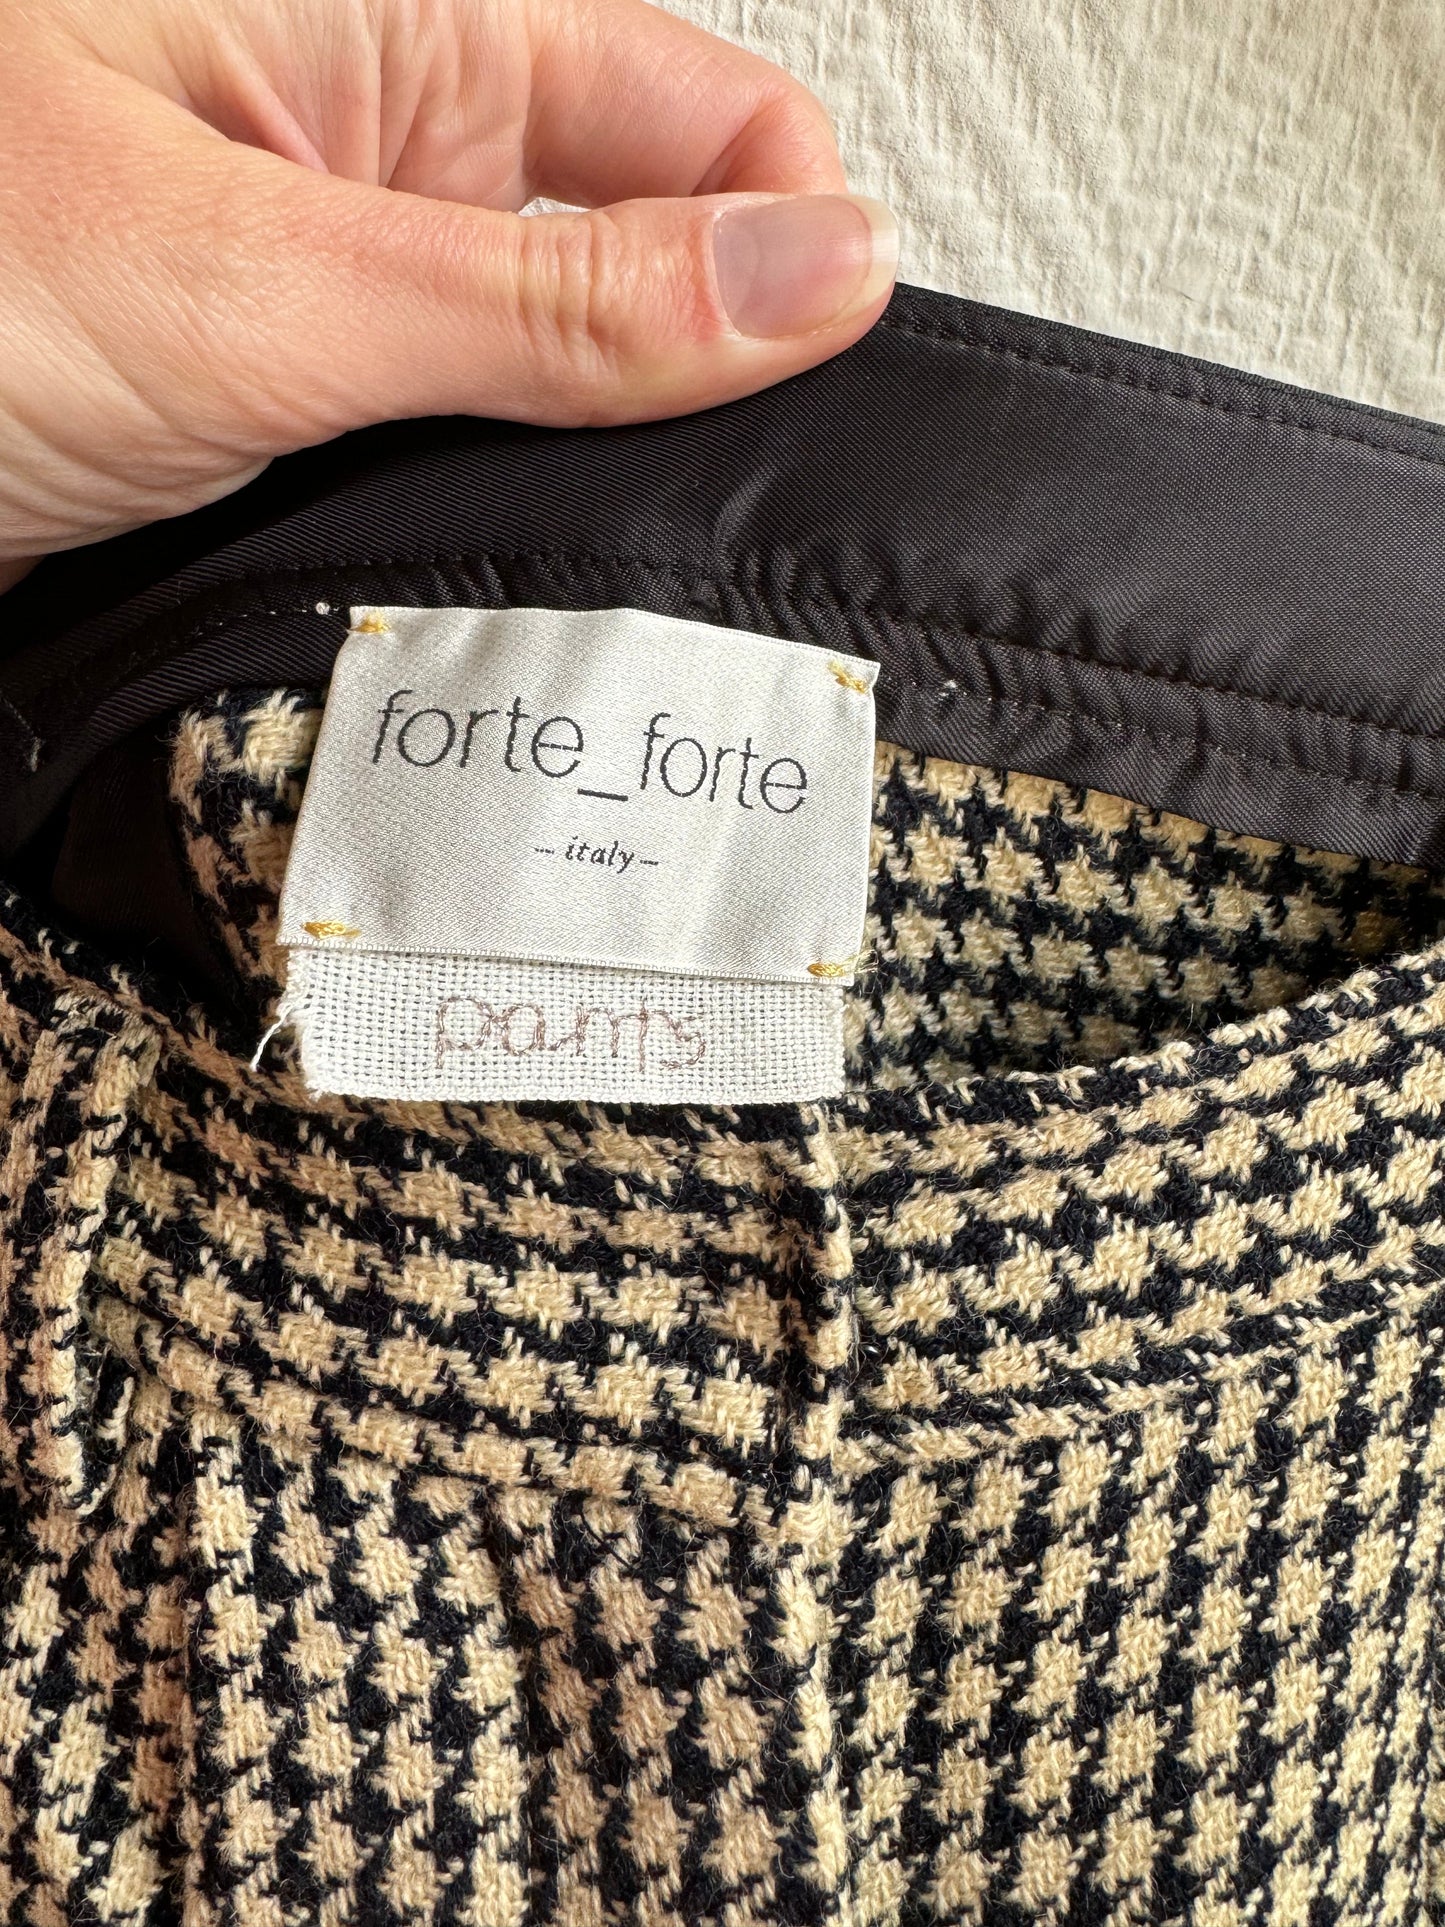 forte_forte
– italy –
pants